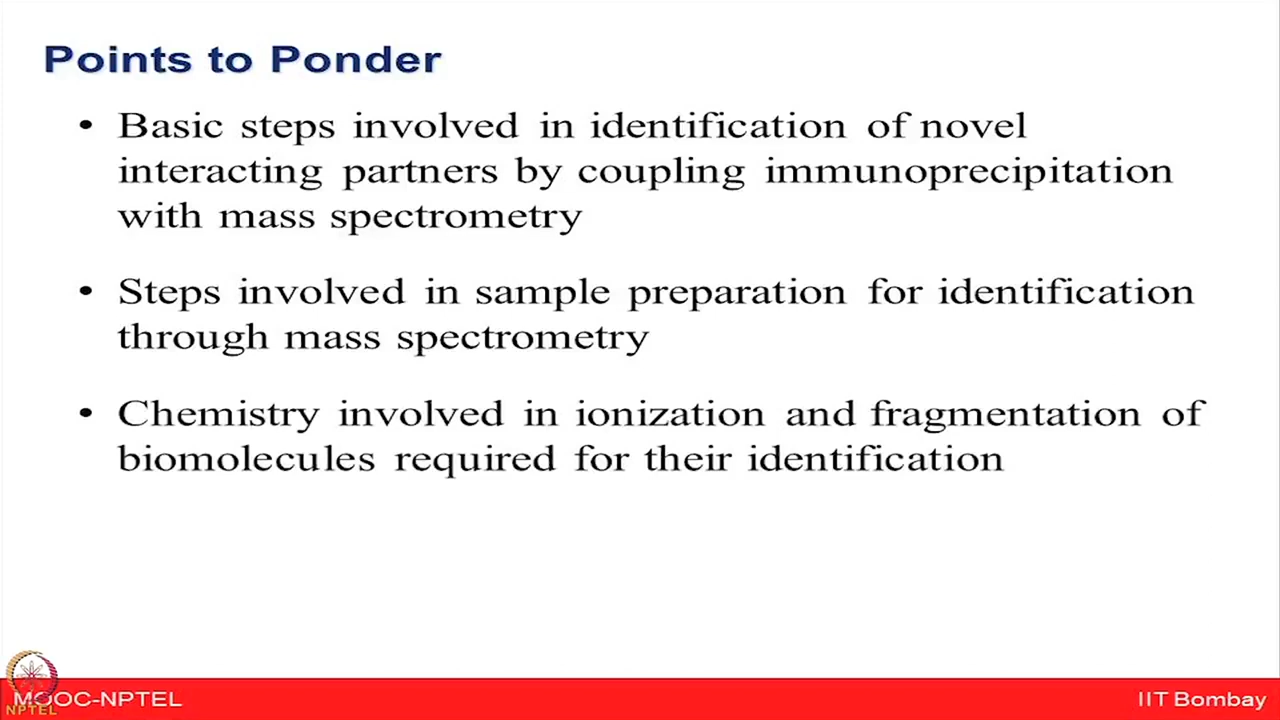 Points to Ponder
• Basic steps involved in identification of novel
interacting partners by coupling immunoprecipitation
with mass spectrometry
• Steps involved in sample preparation for identification
through mass spectrometry
• Chemistry involved in ionization and fragmentation of
biomolecules required for their identification
MOOC-NPTEL
IIT Bombay
NPTEL